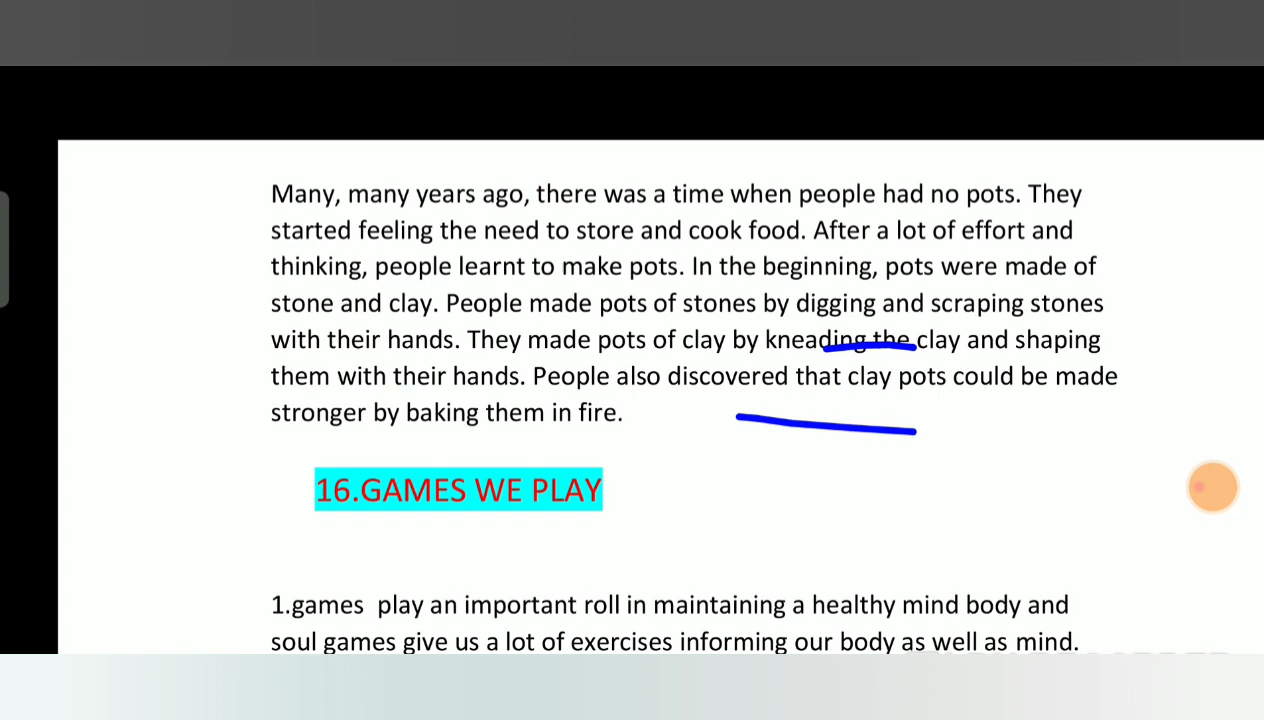 Many, many years ago, there was a time when people had no pots. They
started feeling the need to store and cook food. After a lot of effort and
thinking, people learnt to make pots. In the beginning, pots were made of
stone and clay. People made pots of stones by digging and scraping stones
with their hands. They made pots of clay by kneading the clay and shaping
them with their hands. People also discovered that clay pots could be made
stronger by baking them in fire.
16.GAMES WE PLAY
1.games play an important roll in maintaining a healthy mind body and
soul games give us a lot of exercises informing our body as well as mind.